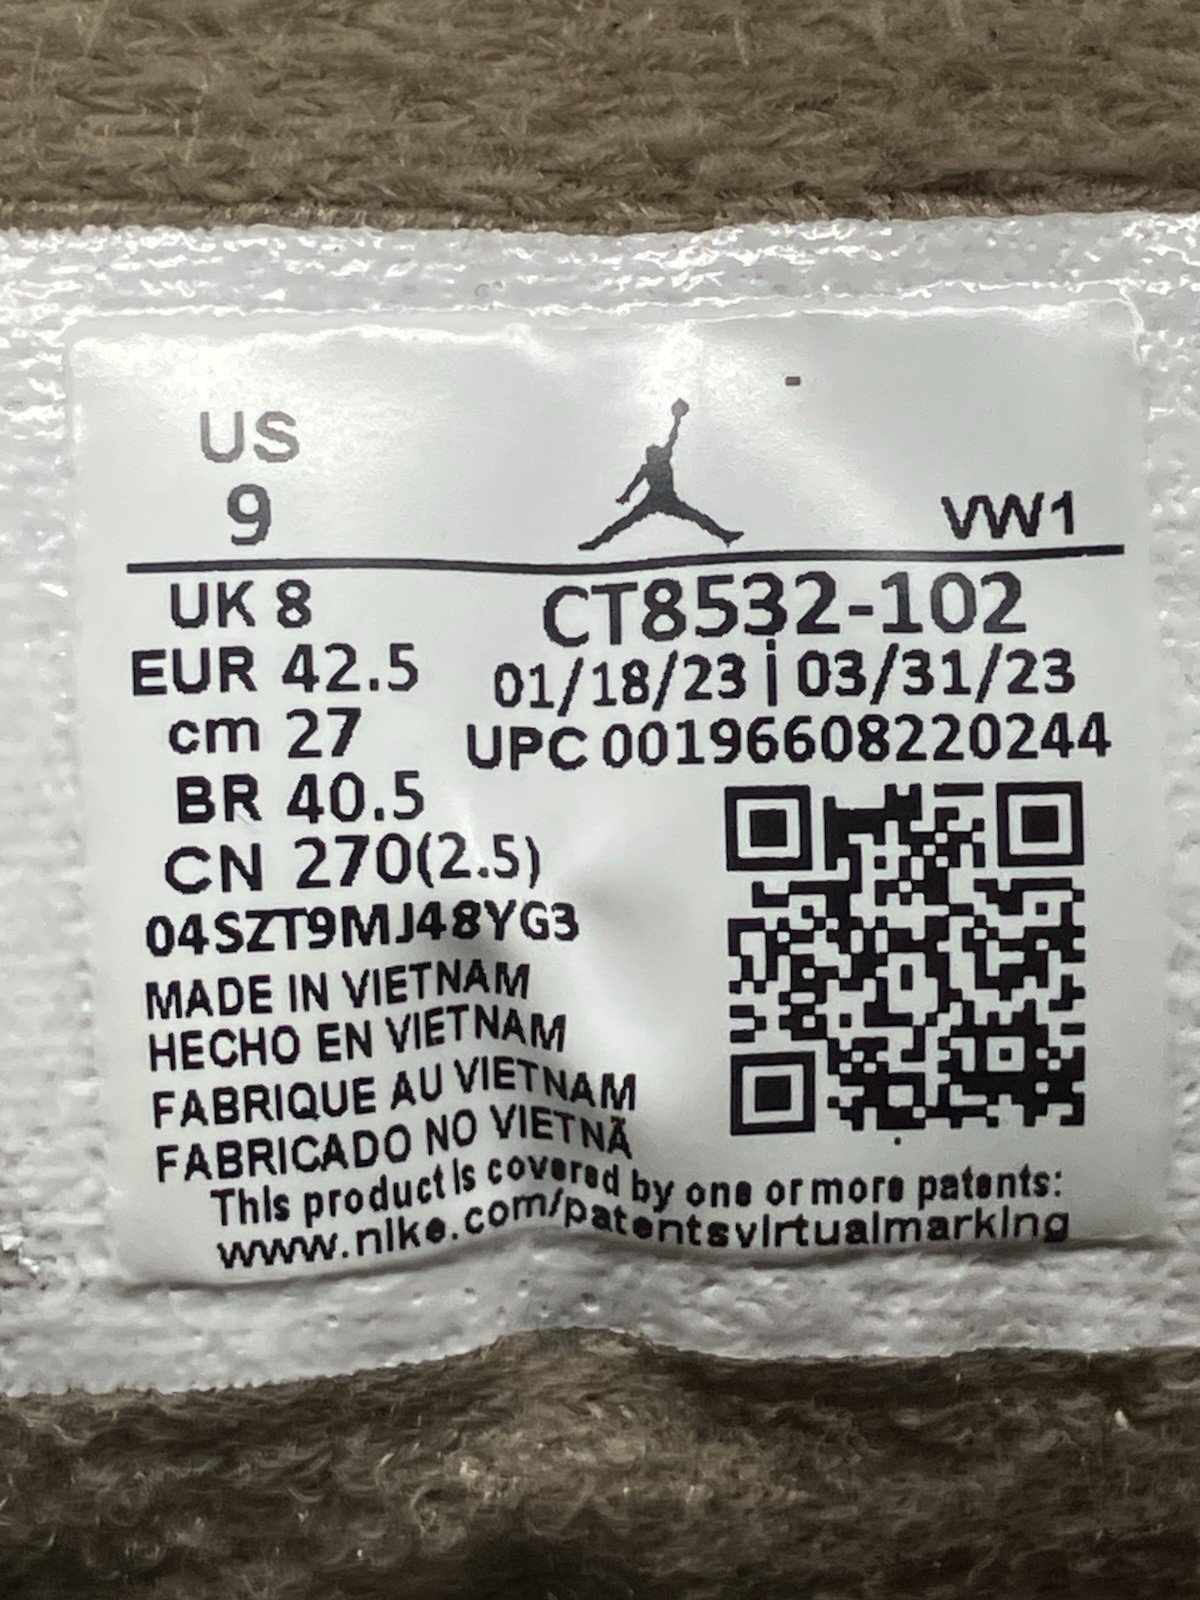 US
9
VW1
UK 8
CT8532-102
EUR 42.5
01/18/23 | 03/31/23
cm 27
UPC 00196608220244
BR 40.5
CN 270(2.5)
04SZT9MJ48YG3
MADE IN VIETNAM
HECHO EN VIETNAM
FABRIQUE AU VIETNAM
FABRICADO NO VIETNÃ
This product is covered by one or more patents:
www.nike.com/patentsvirtualmarking